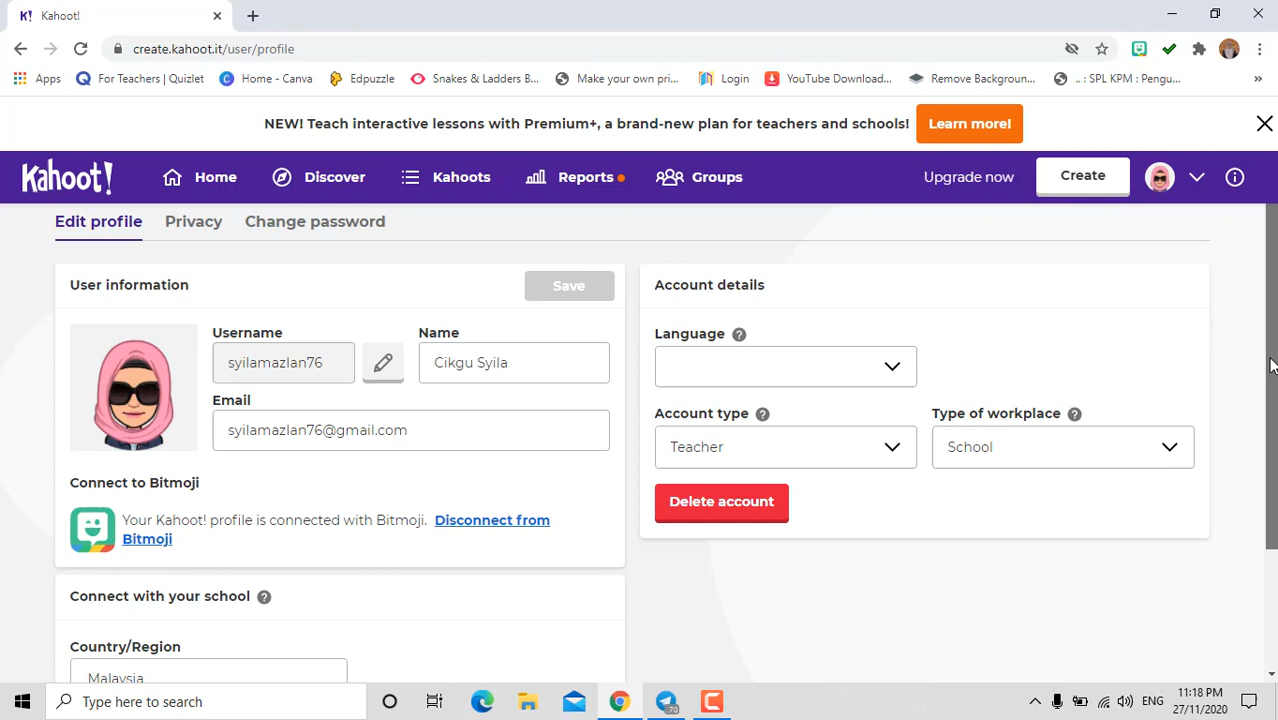 Kahoot!
create.kahoot.it/user/profile
Apps For Teachers | Quizlet Home - Canva Edpuzzle Snakes & Ladders B... Make your own pri... Login YouTube Download... Remove Backgroun... .. : SPL KPM : Pengu... »
NEW! Teach interactive lessons with Premium+, a brand-new plan for teachers and schools! Learn more!
Kahoot! Home Discover Kahoots Reports Groups Upgrade now Create
Edit profile Privacy Change password
User information Save
Username Name
syilamazlan76 Cikgu Syila
Email
syilamazlan76@gmail.com
Connect to Bitmoji
Your Kahoot! profile is connected with Bitmoji. Disconnect from
Bitmoji
Connect with your school ?
Country/Region
Malaysia
Account details
Language ?
Account type ? Type of workplace ?
Teacher School
Delete account
Type here to search
70
ENG
11:18 PM
27/11/2020